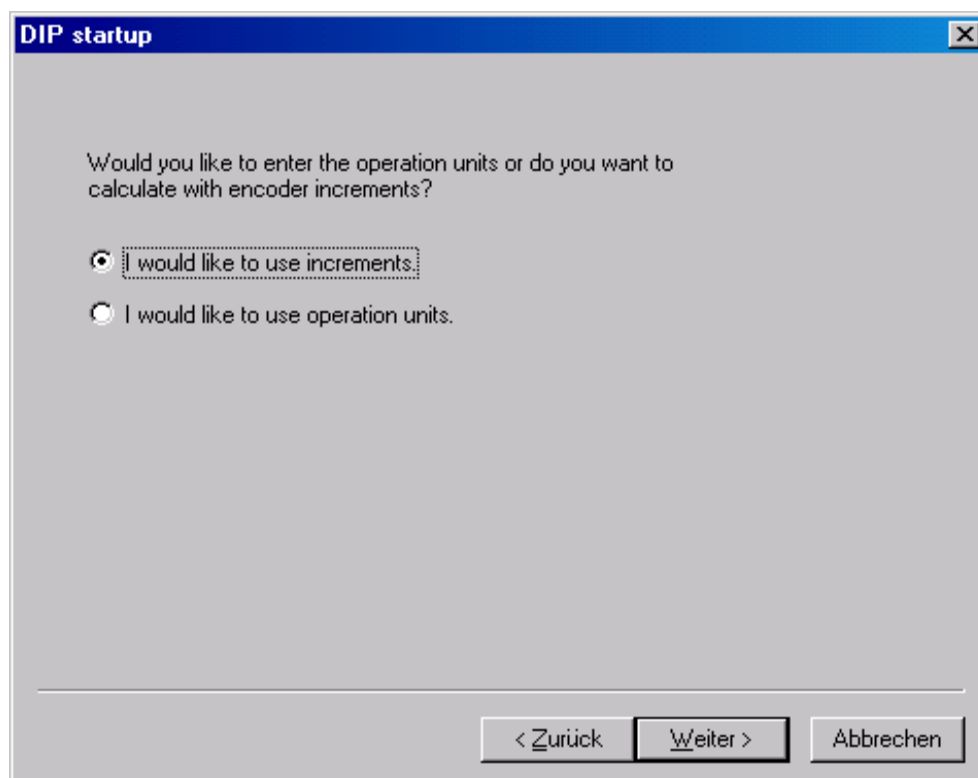 DIP startup
Would you like to enter the operation units or do you want to
calculate with encoder increments?
I would like to use increments.
I would like to use operation units.
< Zurück
Weiter >
Abbrechen